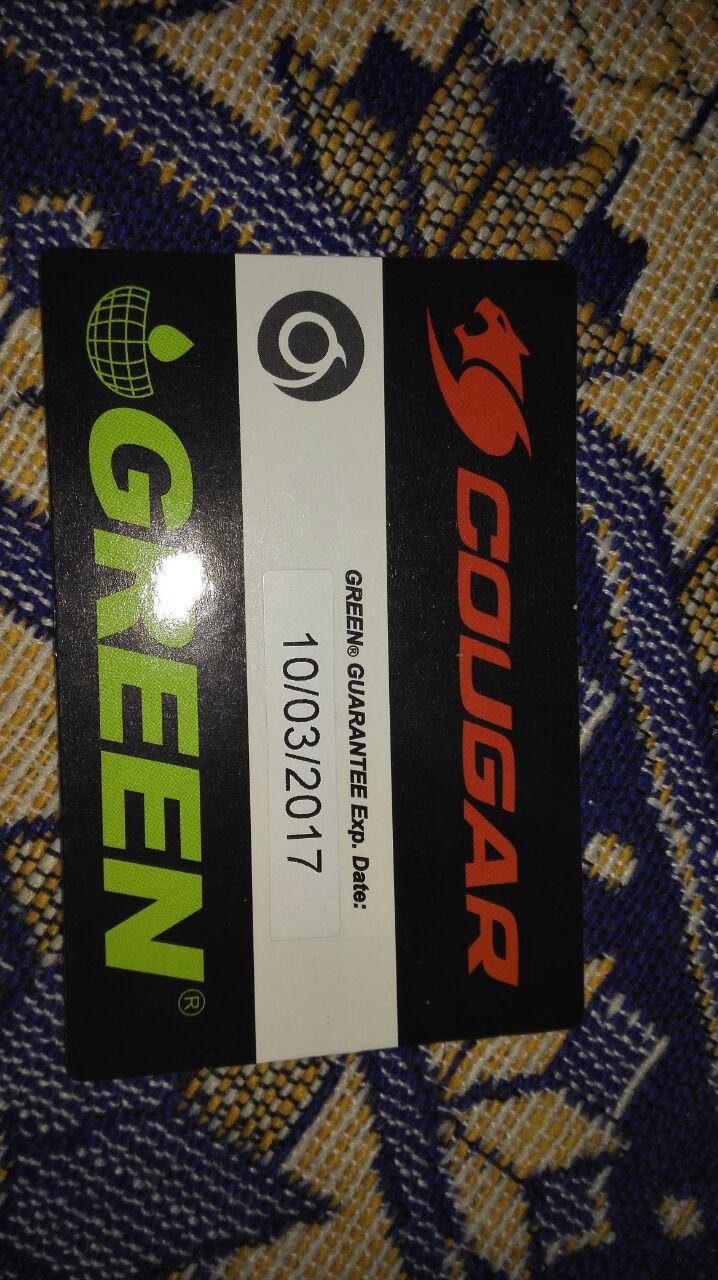 COUGAR
GREEN® GUARANTEE Exp. Date:
10/03/2017
GREEN®